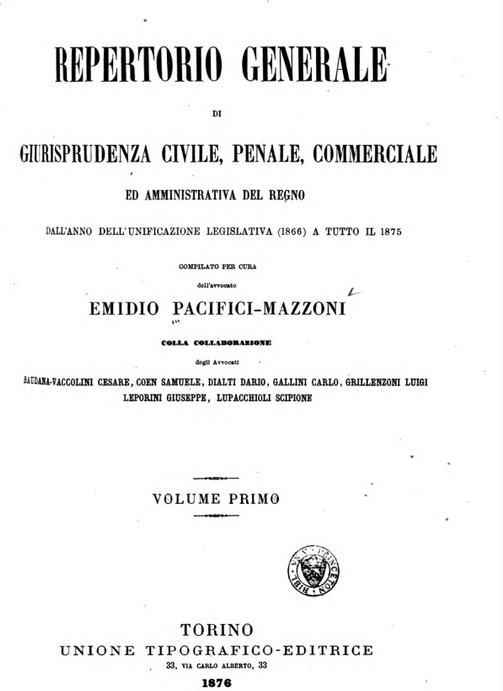 REPERTORIO GENERALE
DI
GIURISPRUDENZA CIVILE, PENALE, COMMERCIALE
ED AMMINISTRATIVA DEL REGNO
DALL'ANNO DELL'UNIFICAZIONE LEGISLATIVA (1866) A TUTTO IL 1875
COMPILATO PER CURA
dell'avvocato
EMIDIO PACIFICI-MAZZONI
COLLA COLLABORAZIONE
degli Avvocati
BAUDANA-VACCOLINI CESARE, COEN SAMUELE, DIALTI DARIO, GALLINI CARLO, GRILLENZONI LUIGI
LEPORINI GIUSEPPE, LUPACCHIOLI SCIPIONE
VOLUME PRIMO
BIBL. VN. V. PRINCETON
TORINO
UNIONE TIPOGRAFICO-EDITRICE
33, VIA CARLO ALBERTO, 33
1876